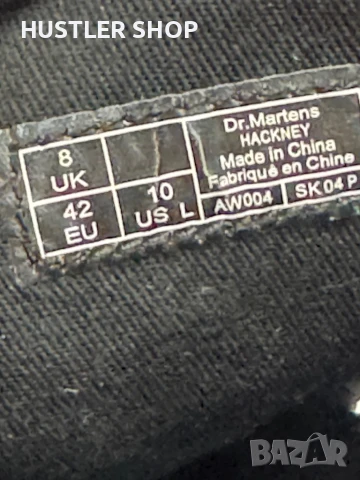 HUSTLER SHOP
8
UK
42
EU
10
US L
Dr.Martens
HACKNEY
Made in China
Fabriqué en Chine
AW004
SK04P
BAZAR